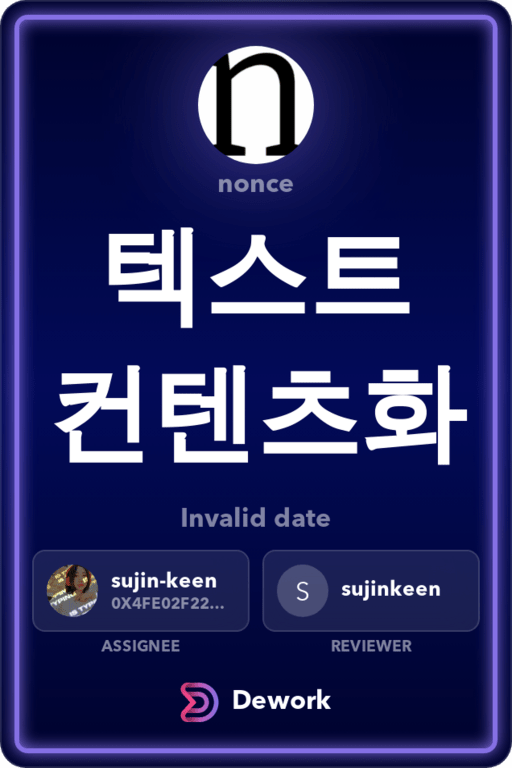 n
nonce
텍스트
컨텐츠화
Invalid date
sujin-keen
0X4FE02F22...
S
sujinkeen
ASSIGNEE
REVIEWER
Dework